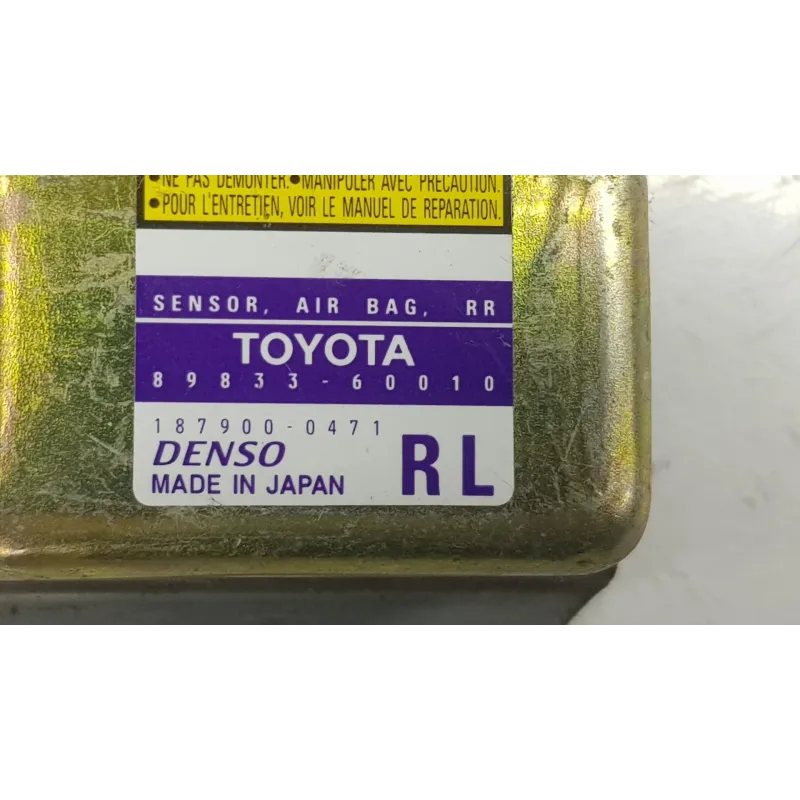 •NE PAS DEMONTER.•MANIPULER AVEC PRECAUTION.
•POUR L'ENTRETIEN, VOIR LE MANUEL DE REPARATION.
SENSOR, AIR BAG, RR
TOYOTA
89833-60010
187900-0471
DENSO
MADE IN JAPAN
RL